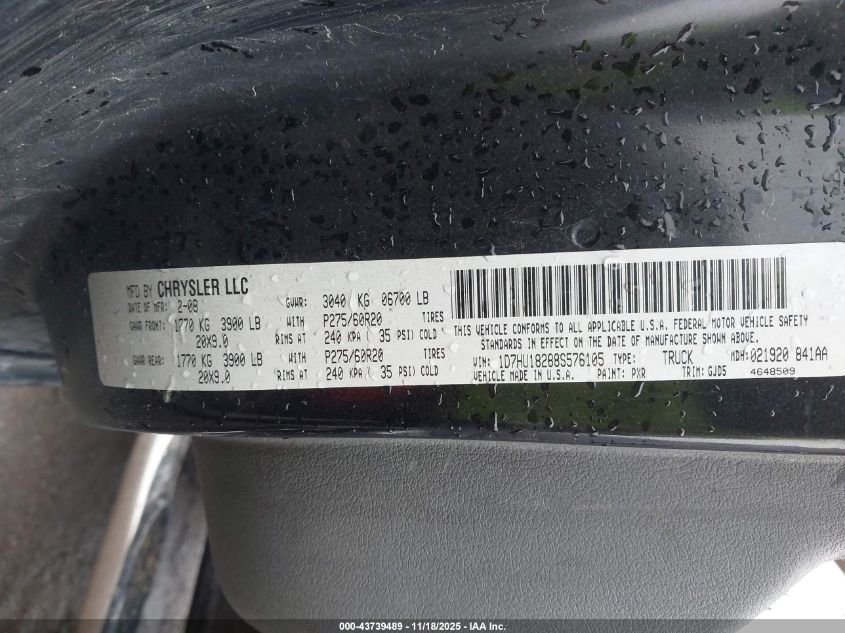 MFD BY CHRYSLER LLC
DATE OF MFR: 2-08 GVWR: 3040 KG 06700 LB
GAWR FRONT: 1770 KG 3900 LB WITH P275/60R20 TIRES
20X9.0 RIMS AT 240 KPA( 35 PSI) COLD
GAWR REAR: 1770 KG 3900 LB WITH P275/60R20 TIRES
20X9.0 RIMS AT 240 KPA( 35 PSI) COLD
THIS VEHICLE CONFORMS TO ALL APPLICABLE U.S.A. FEDERAL MOTOR VEHICLE SAFETY
STANDARDS IN EFFECT ON THE DATE OF MANUFACTURE SHOWN ABOVE.
VIN: 1D7HU18288S576105 TYPE: TRUCK MDH:021920 841AA
VEHICLE MADE IN U.S.A. PAINT: PXR TRIM: GJD5 4648509
000-43739489 - 11/18/2025 - IAA Inc.